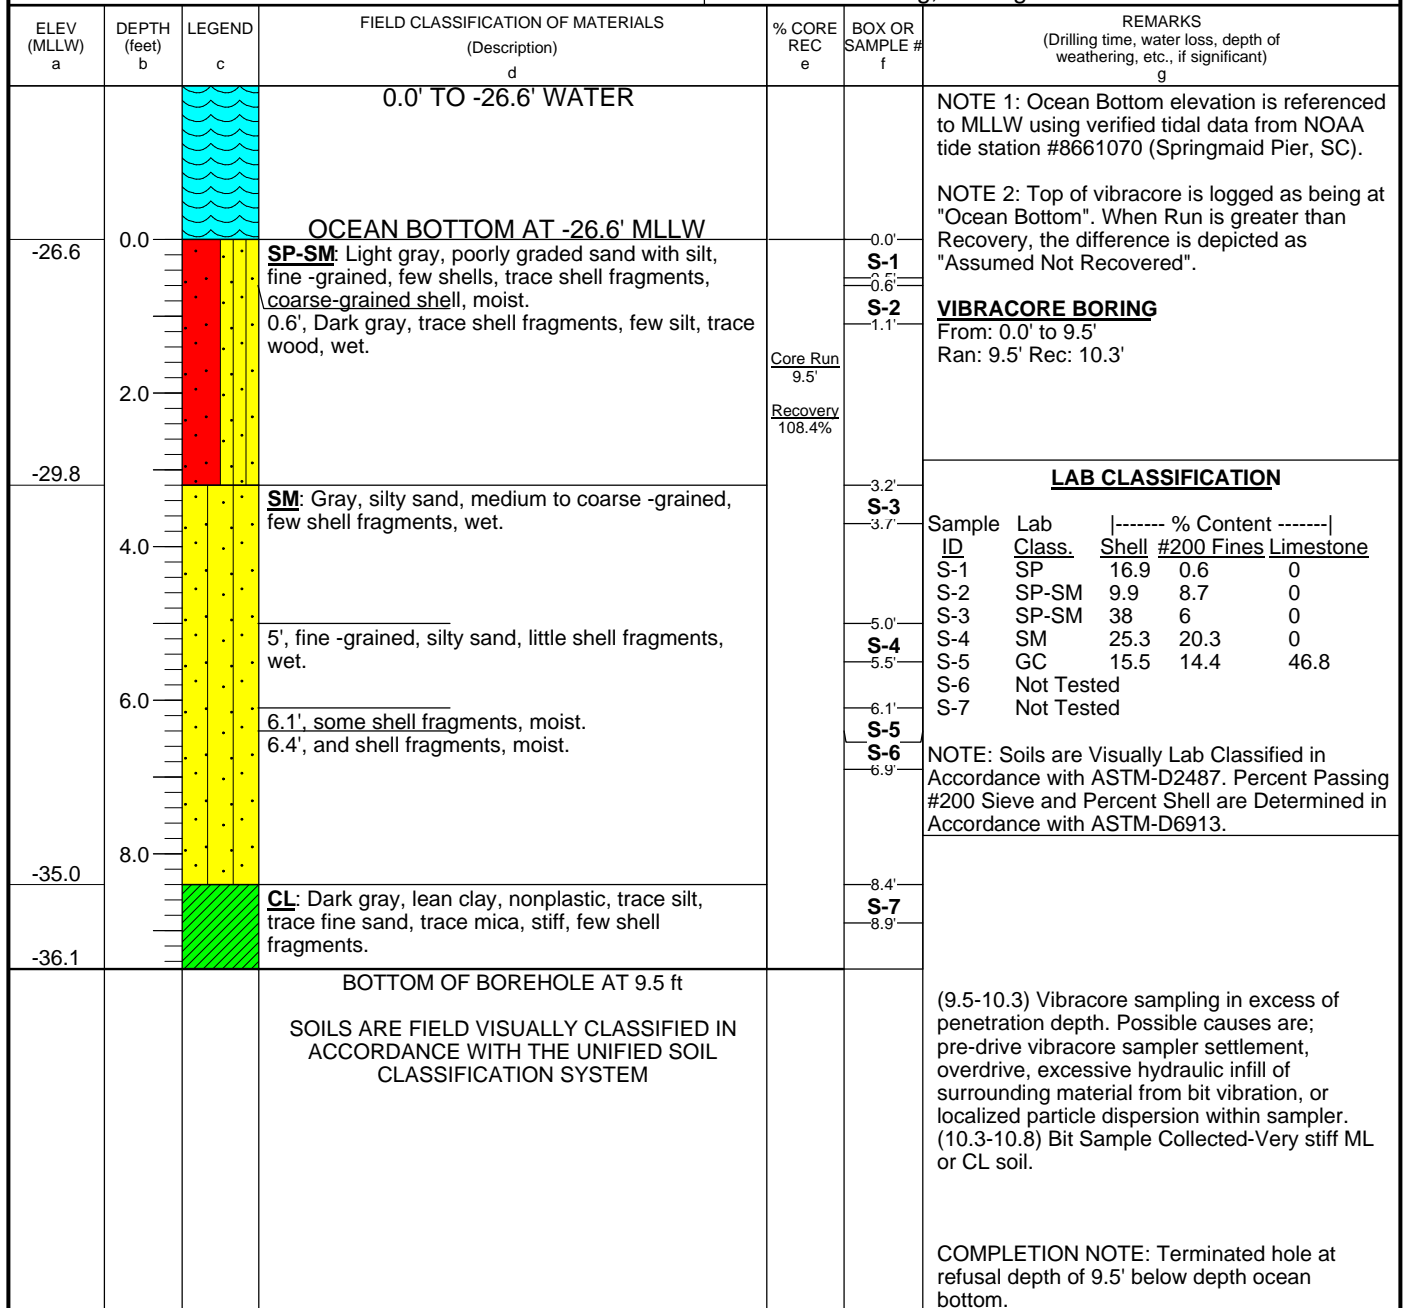 ELEV
(MLLW)
a
DEPTH
(feet)
b
LEGEND
c
FIELD CLASSIFICATION OF MATERIALS
(Description)
d
% CORE
REC
e
BOX OR
SAMPLE #
f
REMARKS
(Drilling time, water loss, depth of
weathering, etc., if significant)
g
0.0' TO -26.6' WATER
OCEAN BOTTOM AT -26.6' MLLW
-26.6
0.0
SP-SM: Light gray, poorly graded sand with silt,
fine -grained, few shells, trace shell fragments,
coarse-grained shell, moist.
0.6', Dark gray, trace shell fragments, few silt, trace
wood, wet.
2.0
-29.8
SM: Gray, silty sand, medium to coarse -grained,
few shell fragments, wet.
4.0
5', fine -grained, silty sand, little shell fragments,
wet.
6.0
6.1', some shell fragments, moist.
6.4', and shell fragments, moist.
8.0
-35.0
CL: Dark gray, lean clay, nonplastic, trace silt,
trace fine sand, trace mica, stiff, few shell
fragments.
-36.1
BOTTOM OF BOREHOLE AT 9.5 ft
SOILS ARE FIELD VISUALLY CLASSIFIED IN
ACCORDANCE WITH THE UNIFIED SOIL
CLASSIFICATION SYSTEM
Core Run
9.5'
Recovery
108.4%
0.0'
S-1
0.6'
S-2
1.1'
3.2'
S-3
3.7'
5.0'
S-4
5.5'
6.1'
S-5
S-6
6.9'
8.4'
S-7
8.9'
NOTE 1: Ocean Bottom elevation is referenced
to MLLW using verified tidal data from NOAA
tide station #8661070 (Springmaid Pier, SC).
NOTE 2: Top of vibracore is logged as being at
"Ocean Bottom". When Run is greater than
Recovery, the difference is depicted as
"Assumed Not Recovered".
VIBRACORE BORING
From: 0.0' to 9.5'
Ran: 9.5' Rec: 10.3'
LAB CLASSIFICATION
Sample Lab |------- % Content -------|
ID Class. Shell #200 Fines Limestone
S-1 SP 16.9 0.6 0
S-2 SP-SM 9.9 8.7 0
S-3 SP-SM 38 6 0
S-4 SM 25.3 20.3 0
S-5 GC 15.5 14.4 46.8
S-6 Not Tested
S-7 Not Tested
NOTE: Soils are Visually Lab Classified in
Accordance with ASTM-D2487. Percent Passing
#200 Sieve and Percent Shell are Determined in
Accordance with ASTM-D6913.
(9.5-10.3) Vibracore sampling in excess of
penetration depth. Possible causes are;
pre-drive vibracore sampler settlement,
overdrive, excessive hydraulic infill of
surrounding material from bit vibration, or
localized particle dispersion within sampler.
(10.3-10.8) Bit Sample Collected-Very stiff ML
or CL soil.
COMPLETION NOTE: Terminated hole at
refusal depth of 9.5' below depth ocean
bottom.